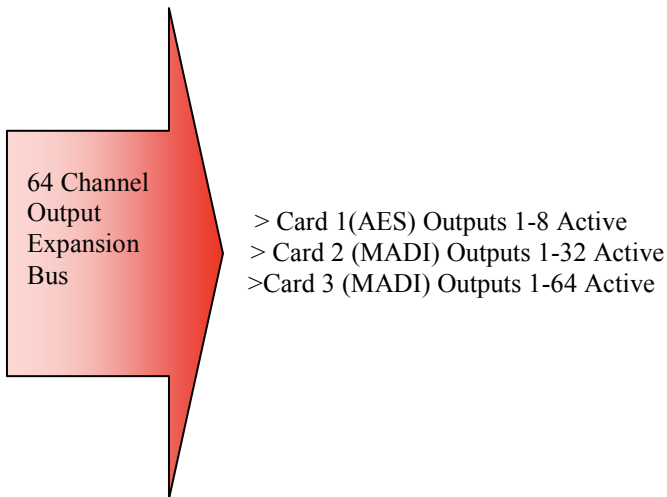 64 Channel
Output
Expansion
Bus
> Card 1(AES) Outputs 1-8 Active
> Card 2 (MADI) Outputs 1-32 Active
>Card 3 (MADI) Outputs 1-64 Active